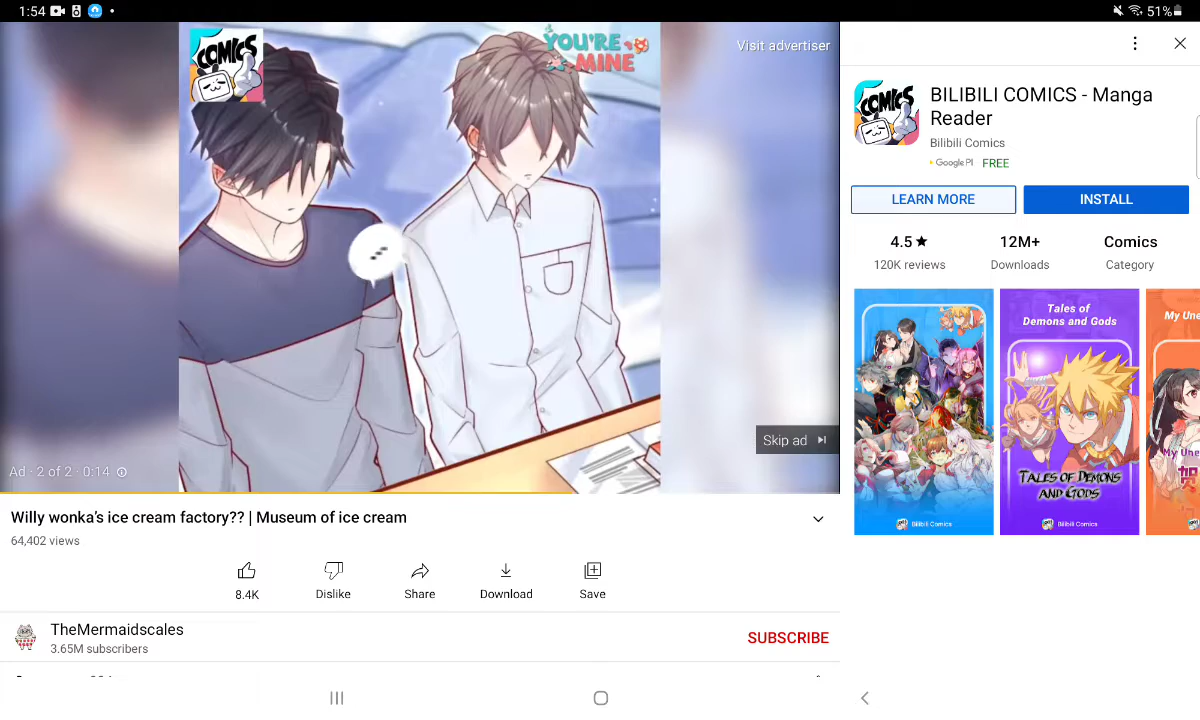 1:54
51%
COMICS
YOU'RE
MINE
Visit advertiser
Skip ad
Ad · 2 of 2 · 0:14
Willy wonka's ice cream factory?? | Museum of ice cream
64,402 views
8.4K
Dislike
Share
Download
Save
TheMermaidscales
3.65M subscribers
SUBSCRIBE
COMICS
BILIBILI COMICS - Manga
Reader
Bilibili Comics
Google Pl
FREE
LEARN MORE
INSTALL
4.5 ★
120K reviews
12M+
Downloads
Comics
Category
Bilibili Comics
Tales of
Demons and Gods
TALES OF DEMONS
AND GODS
Bilibili Comics
My Une
My Une